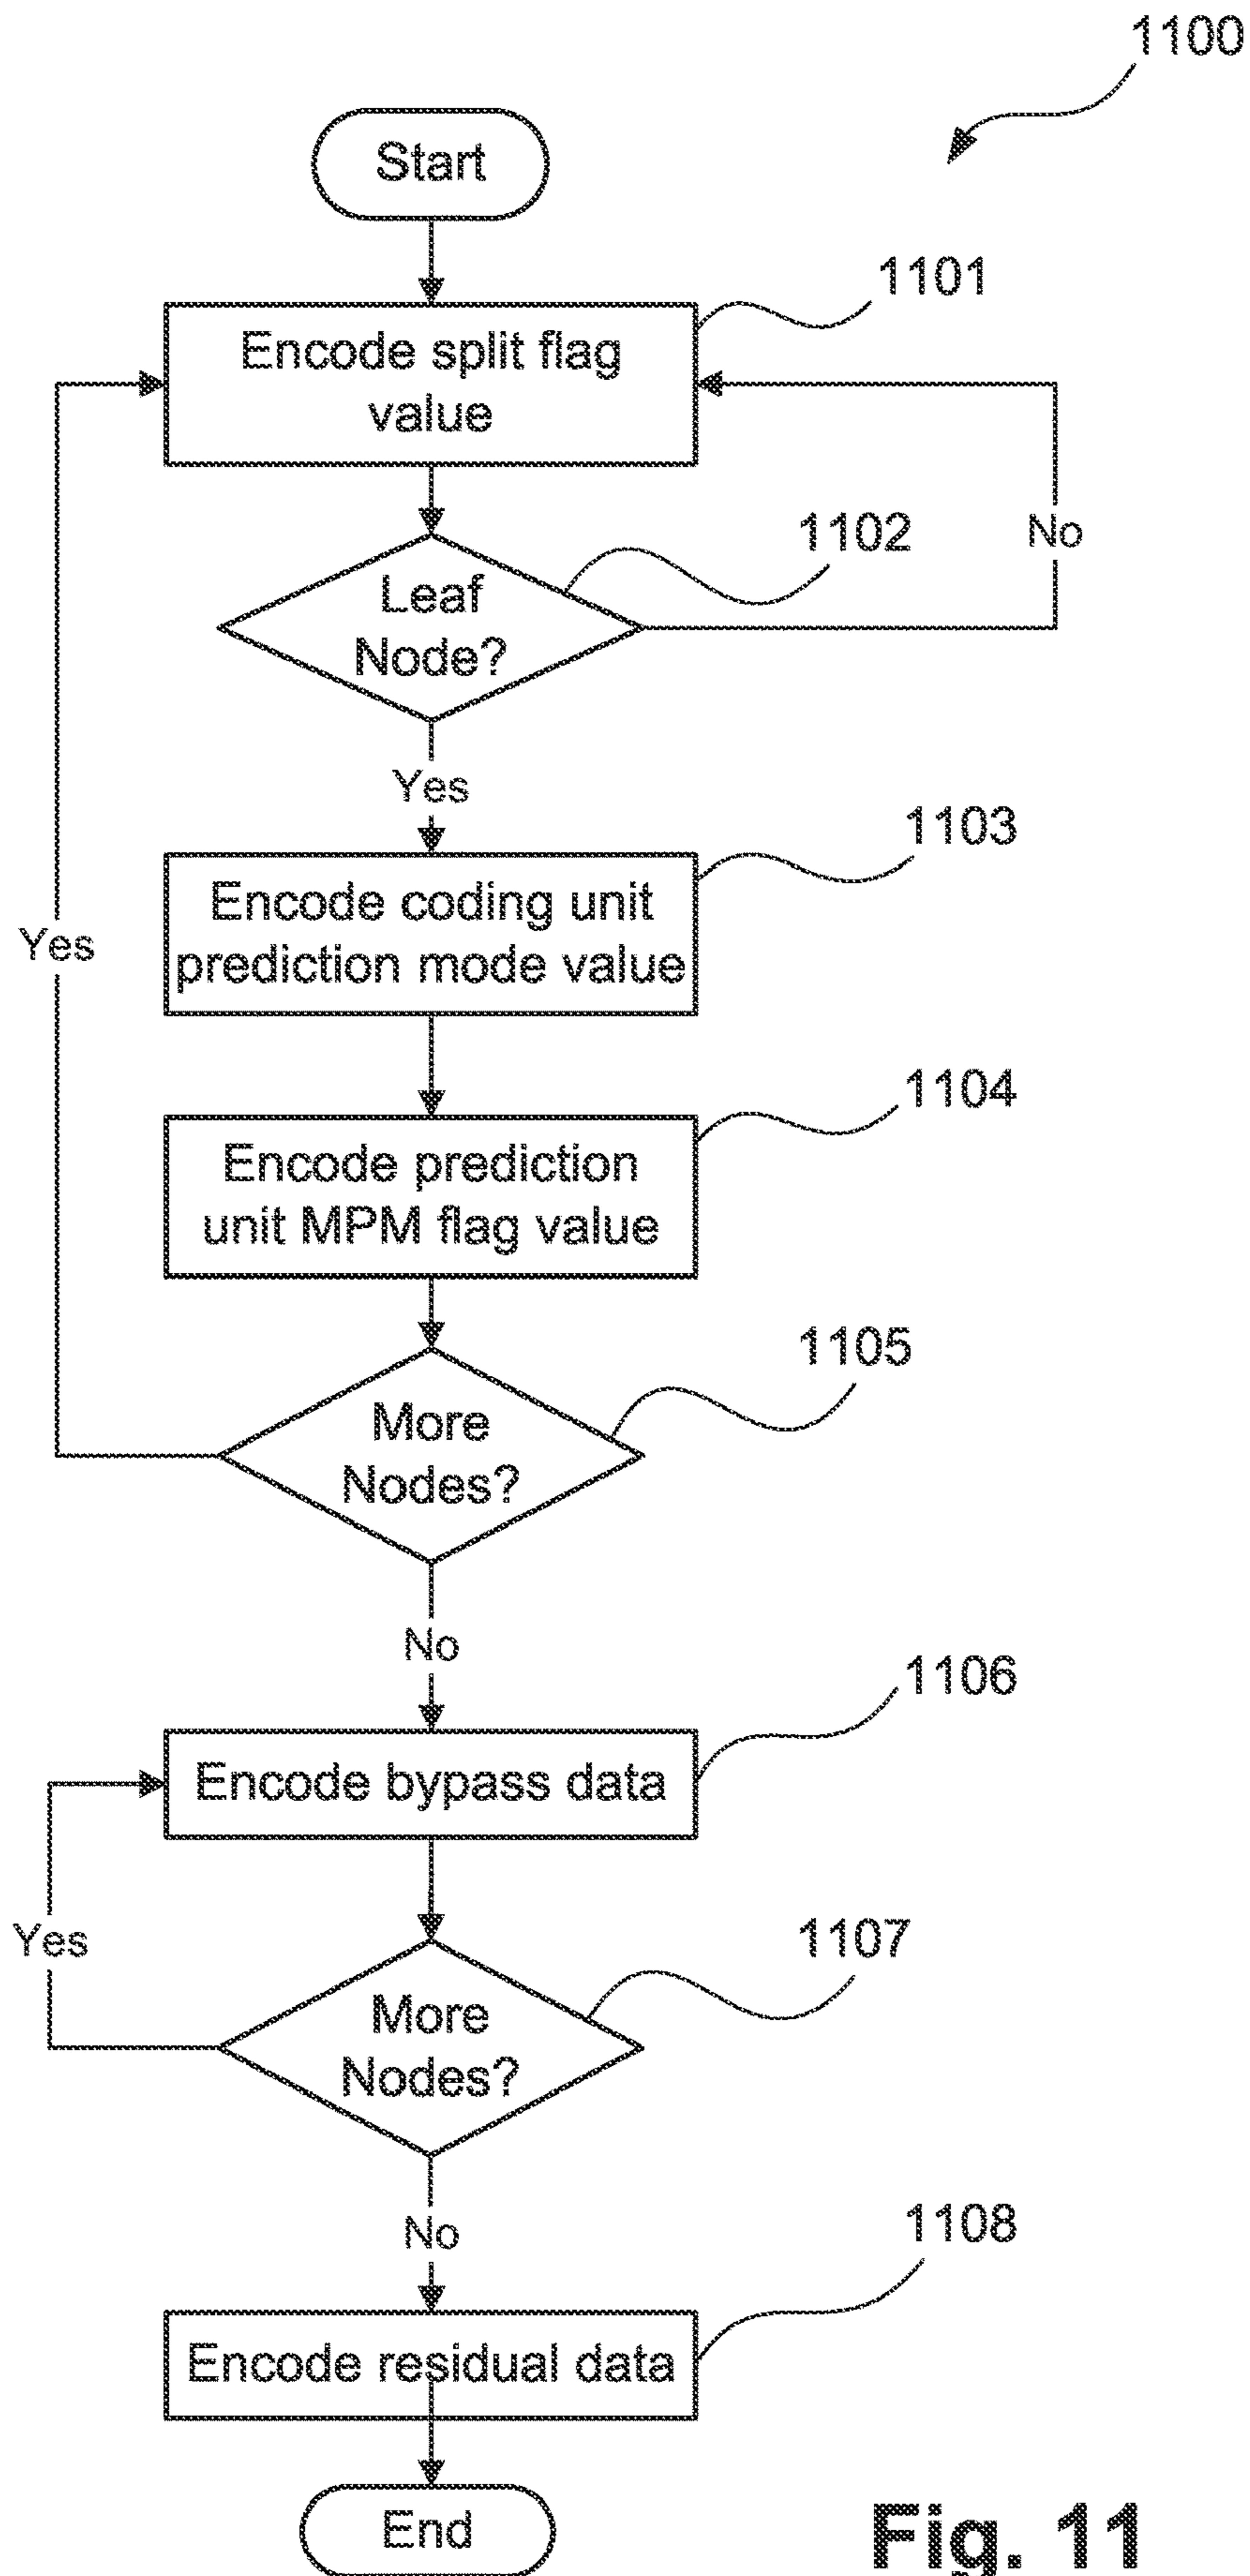 1100
Start
1101
Encode split flag
value
1102
No
Leaf
Node?
Yes
1103
Encode coding unit
prediction mode value
Yes
1104
Encode prediction
unit MPM flag value
1105
More
Nodes?
No
1106
Encode bypass data
Yes
1107
More
Nodes?
No
1108
Encode residual data
End
Fig. 11